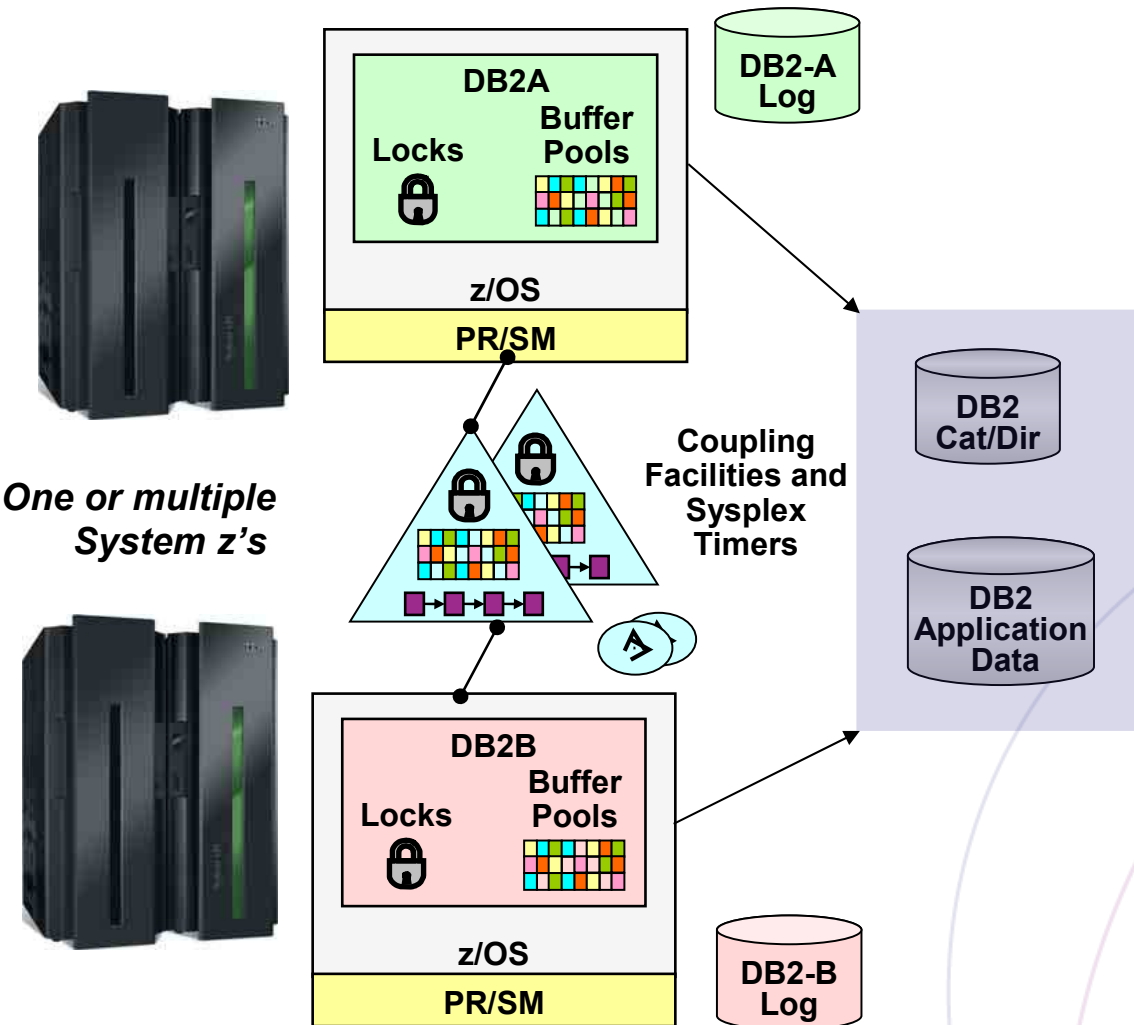 DB2A
Locks
Buffer
Pools
z/OS
PR/SM
DB2-A
Log
One or multiple
System z's
Coupling
Facilities and
Sysplex
Timers
DB2
Cat/Dir
DB2
Application
Data
DB2B
Locks
Buffer
Pools
z/OS
PR/SM
DB2-B
Log